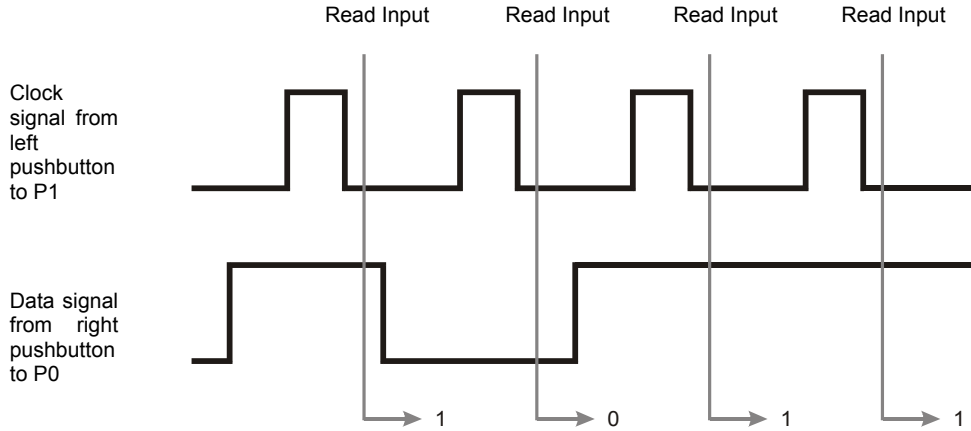 Read Input Read Input Read Input Read Input
Clock
signal from
left
pushbutton
to P1
Data signal
from right
pushbutton
to P0
1 0 1 1